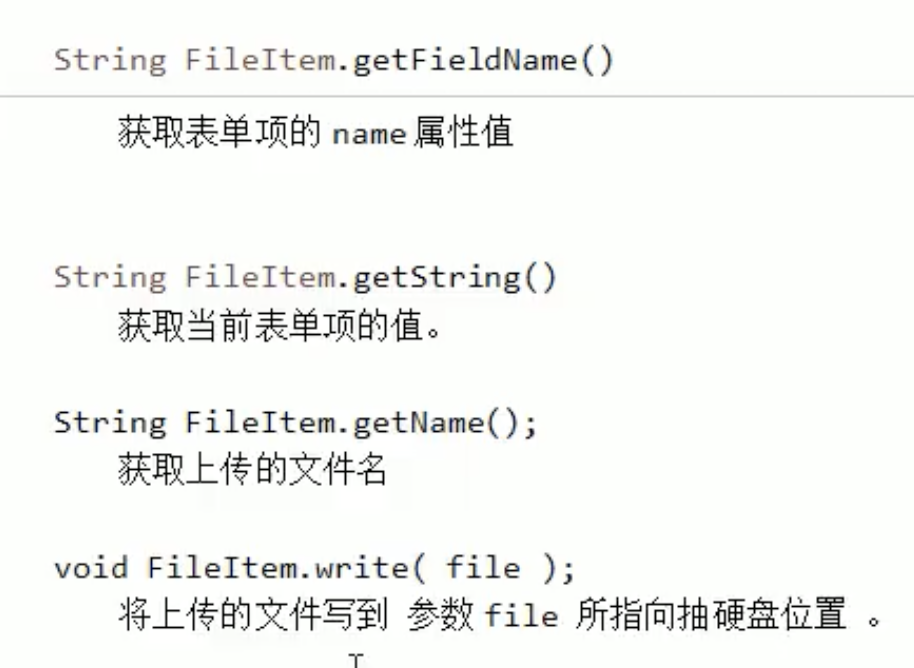 String FileItem.getFieldName()
获取表单项的 name 属性值
String FileItem.getString()
获取当前表单项的值。
String FileItem.getName();
获取上传的文件名
void FileItem.write( file );
将上传的文件写到 参数 file 所指向抽硬盘位置 。